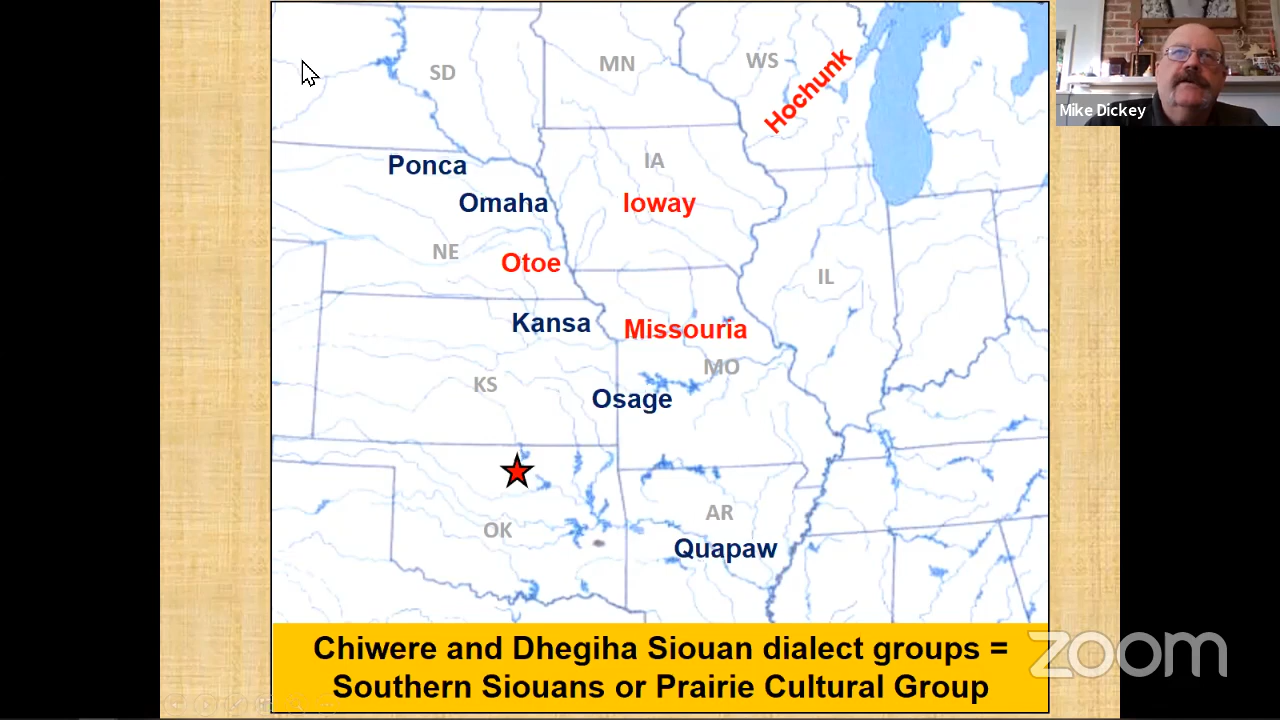 SD
MN
WS
Hochunk
Mike Dickey
Ponca
IA
Omaha
Ioway
NE
Otoe
IL
Kansa
Missouria
MO
KS
Osage
OK
AR
Quapaw
Chiwere and Dhegiha Siouan dialect groups =
Southern Siouans or Prairie Cultural Group
zoom